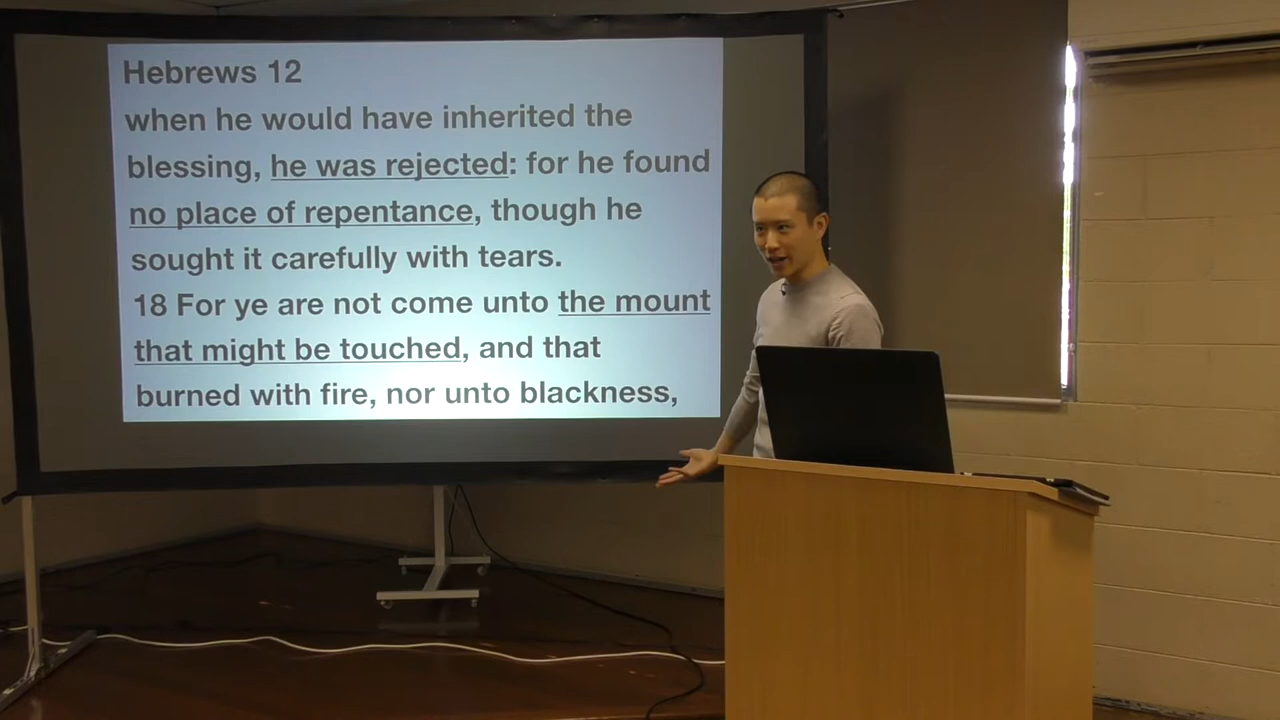 Hebrews 12
when he would have inherited the
blessing, he was rejected: for he found
no place of repentance, though he
sought it carefully with tears.
18 For ye are not come unto the mount
that might be touched, and that
burned with fire, nor unto blackness,